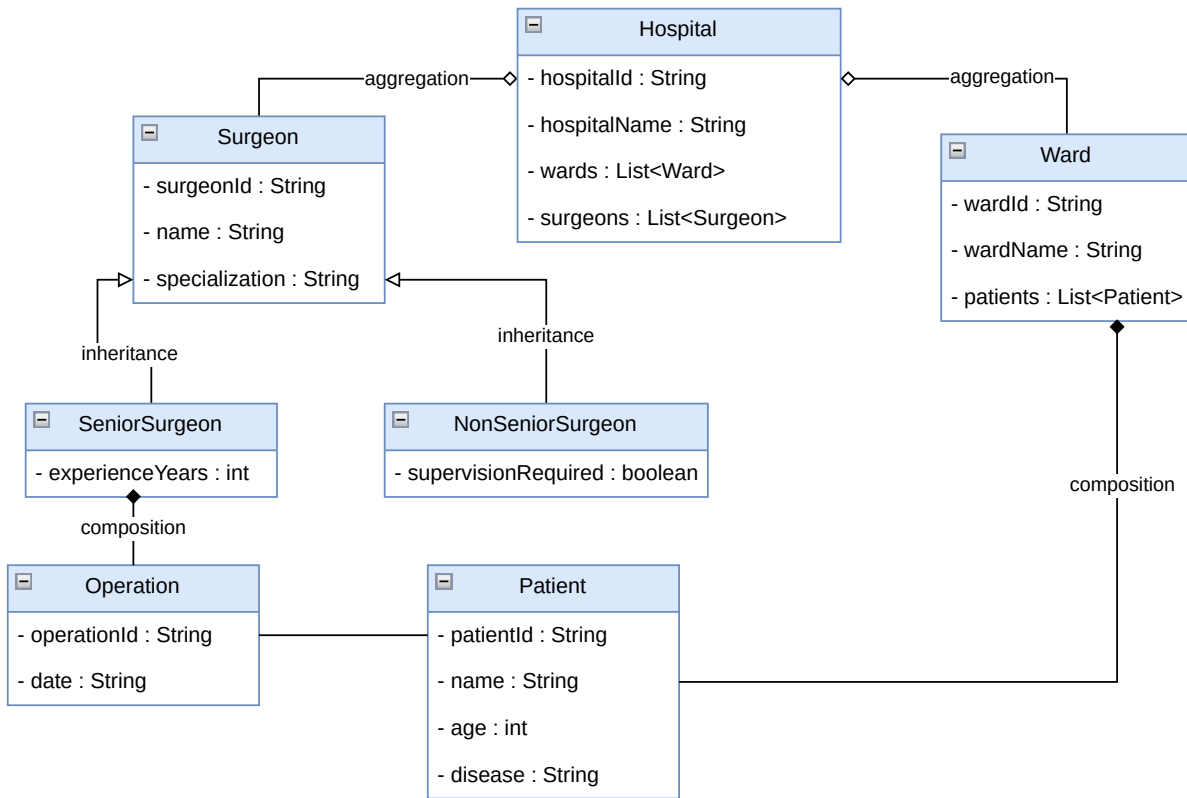 Hospital
- hospitalId : String
- hospitalName : String
- wards : List<Ward>
- surgeons : List<Surgeon>
aggregation
aggregation
Surgeon
- surgeonId : String
- name : String
- specialization : String
Ward
- wardId : String
- wardName : String
- patients : List<Patient>
inheritance
inheritance
SeniorSurgeon
- experienceYears : int
NonSeniorSurgeon
- supervisionRequired : boolean
composition
composition
Operation
- operationId : String
- date : String
Patient
- patientId : String
- name : String
- age : int
- disease : String